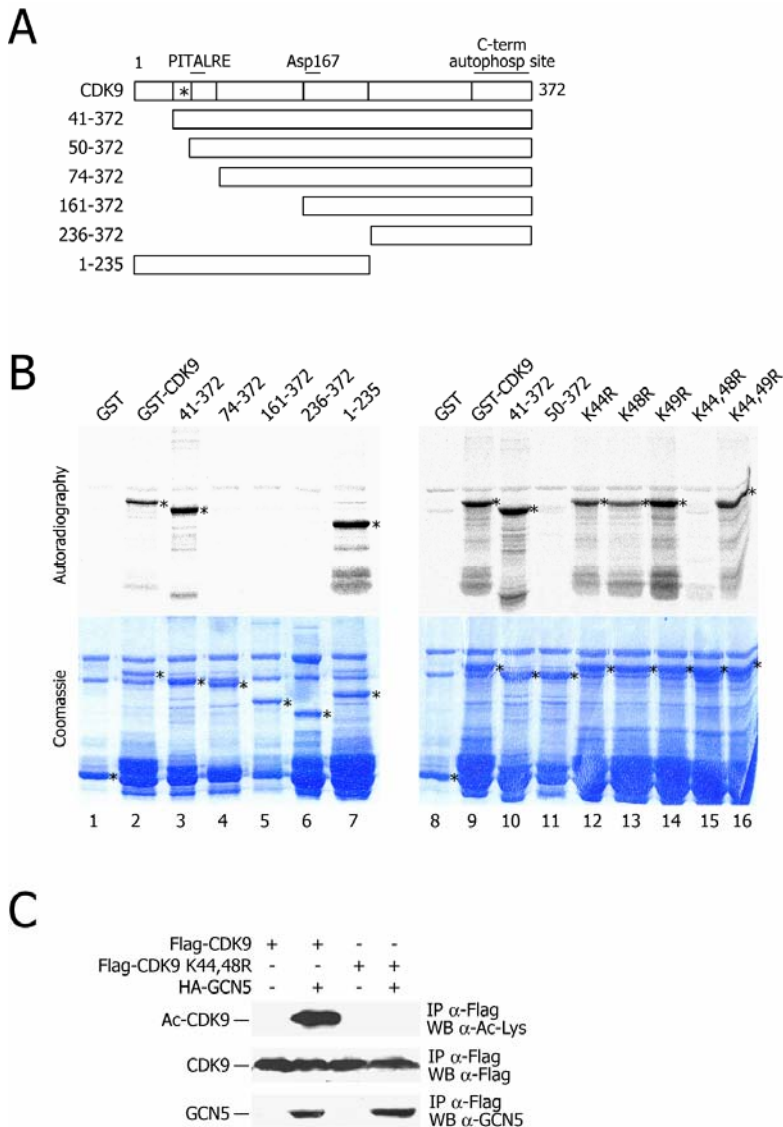 A
1 PITALRE Asp167 C-term
autophosp site
CDK9 * 372
41-372
50-372
74-372
161-372
236-372
1-235
B
GST GST-CDK9 41-372 74-372 161-372 236-372 1-235
GST GST-CDK9 41-372 50-372 K44R K48R K49R K44,48R K44,49R
Autoradiography
* * * * * * * * *
Coomassie
* * * * * * * * * * * * * * * *
1 2 3 4 5 6 7 8 9 10 11 12 13 14 15 16
C
Flag-CDK9 + + - -
Flag-CDK9 K44,48R - - + +
HA-GCN5 - + - +
Ac-CDK9 — IP α-Flag
WB α-Ac-Lys
CDK9 — IP α-Flag
WB α-Flag
GCN5 — IP α-Flag
WB α-GCN5